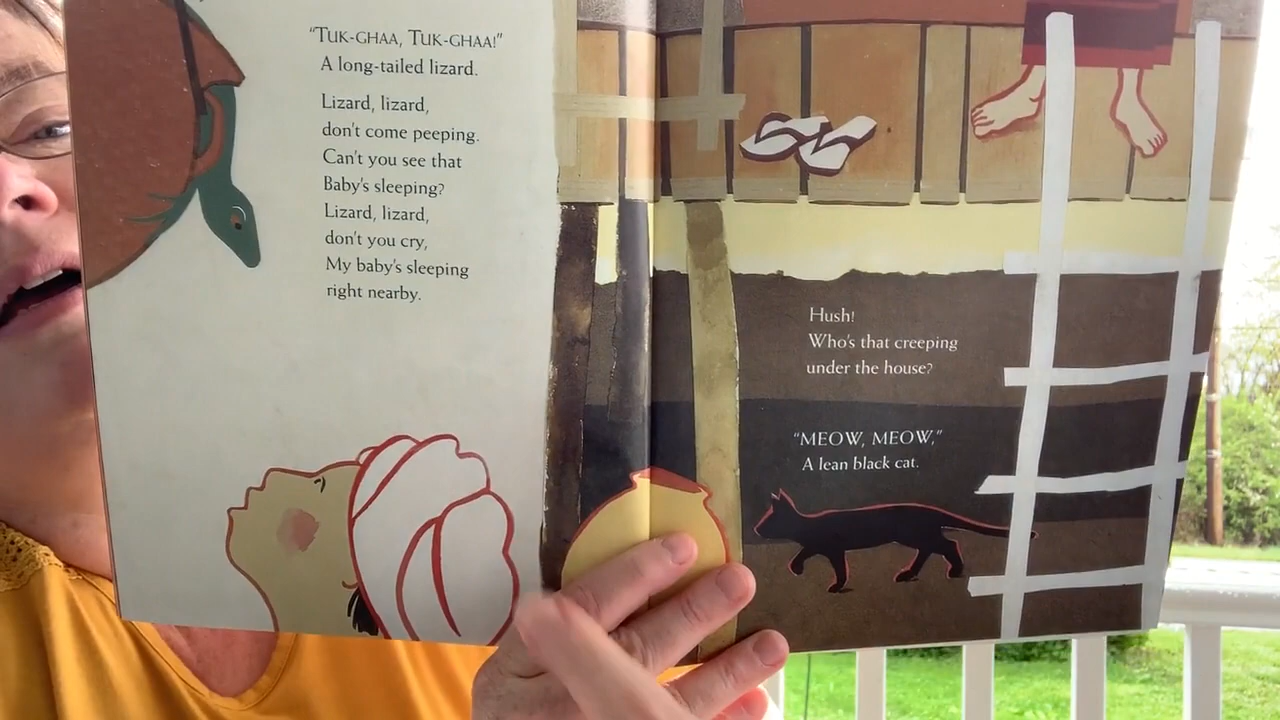 “TUK-GHAA, TUK-GHAA!”
A long-tailed lizard.
Lizard, lizard,
don’t come peeping.
Can’t you see that
Baby’s sleeping?
Lizard, lizard,
don’t you cry,
My baby’s sleeping
right nearby.
Hush!
Who’s that creeping
under the house?
“MEOW, MEOW,”
A lean black cat.